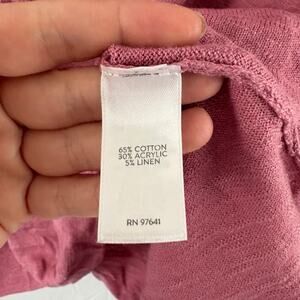 65% COTTON
30% ACRYLIC
5% LINEN
RN 97641